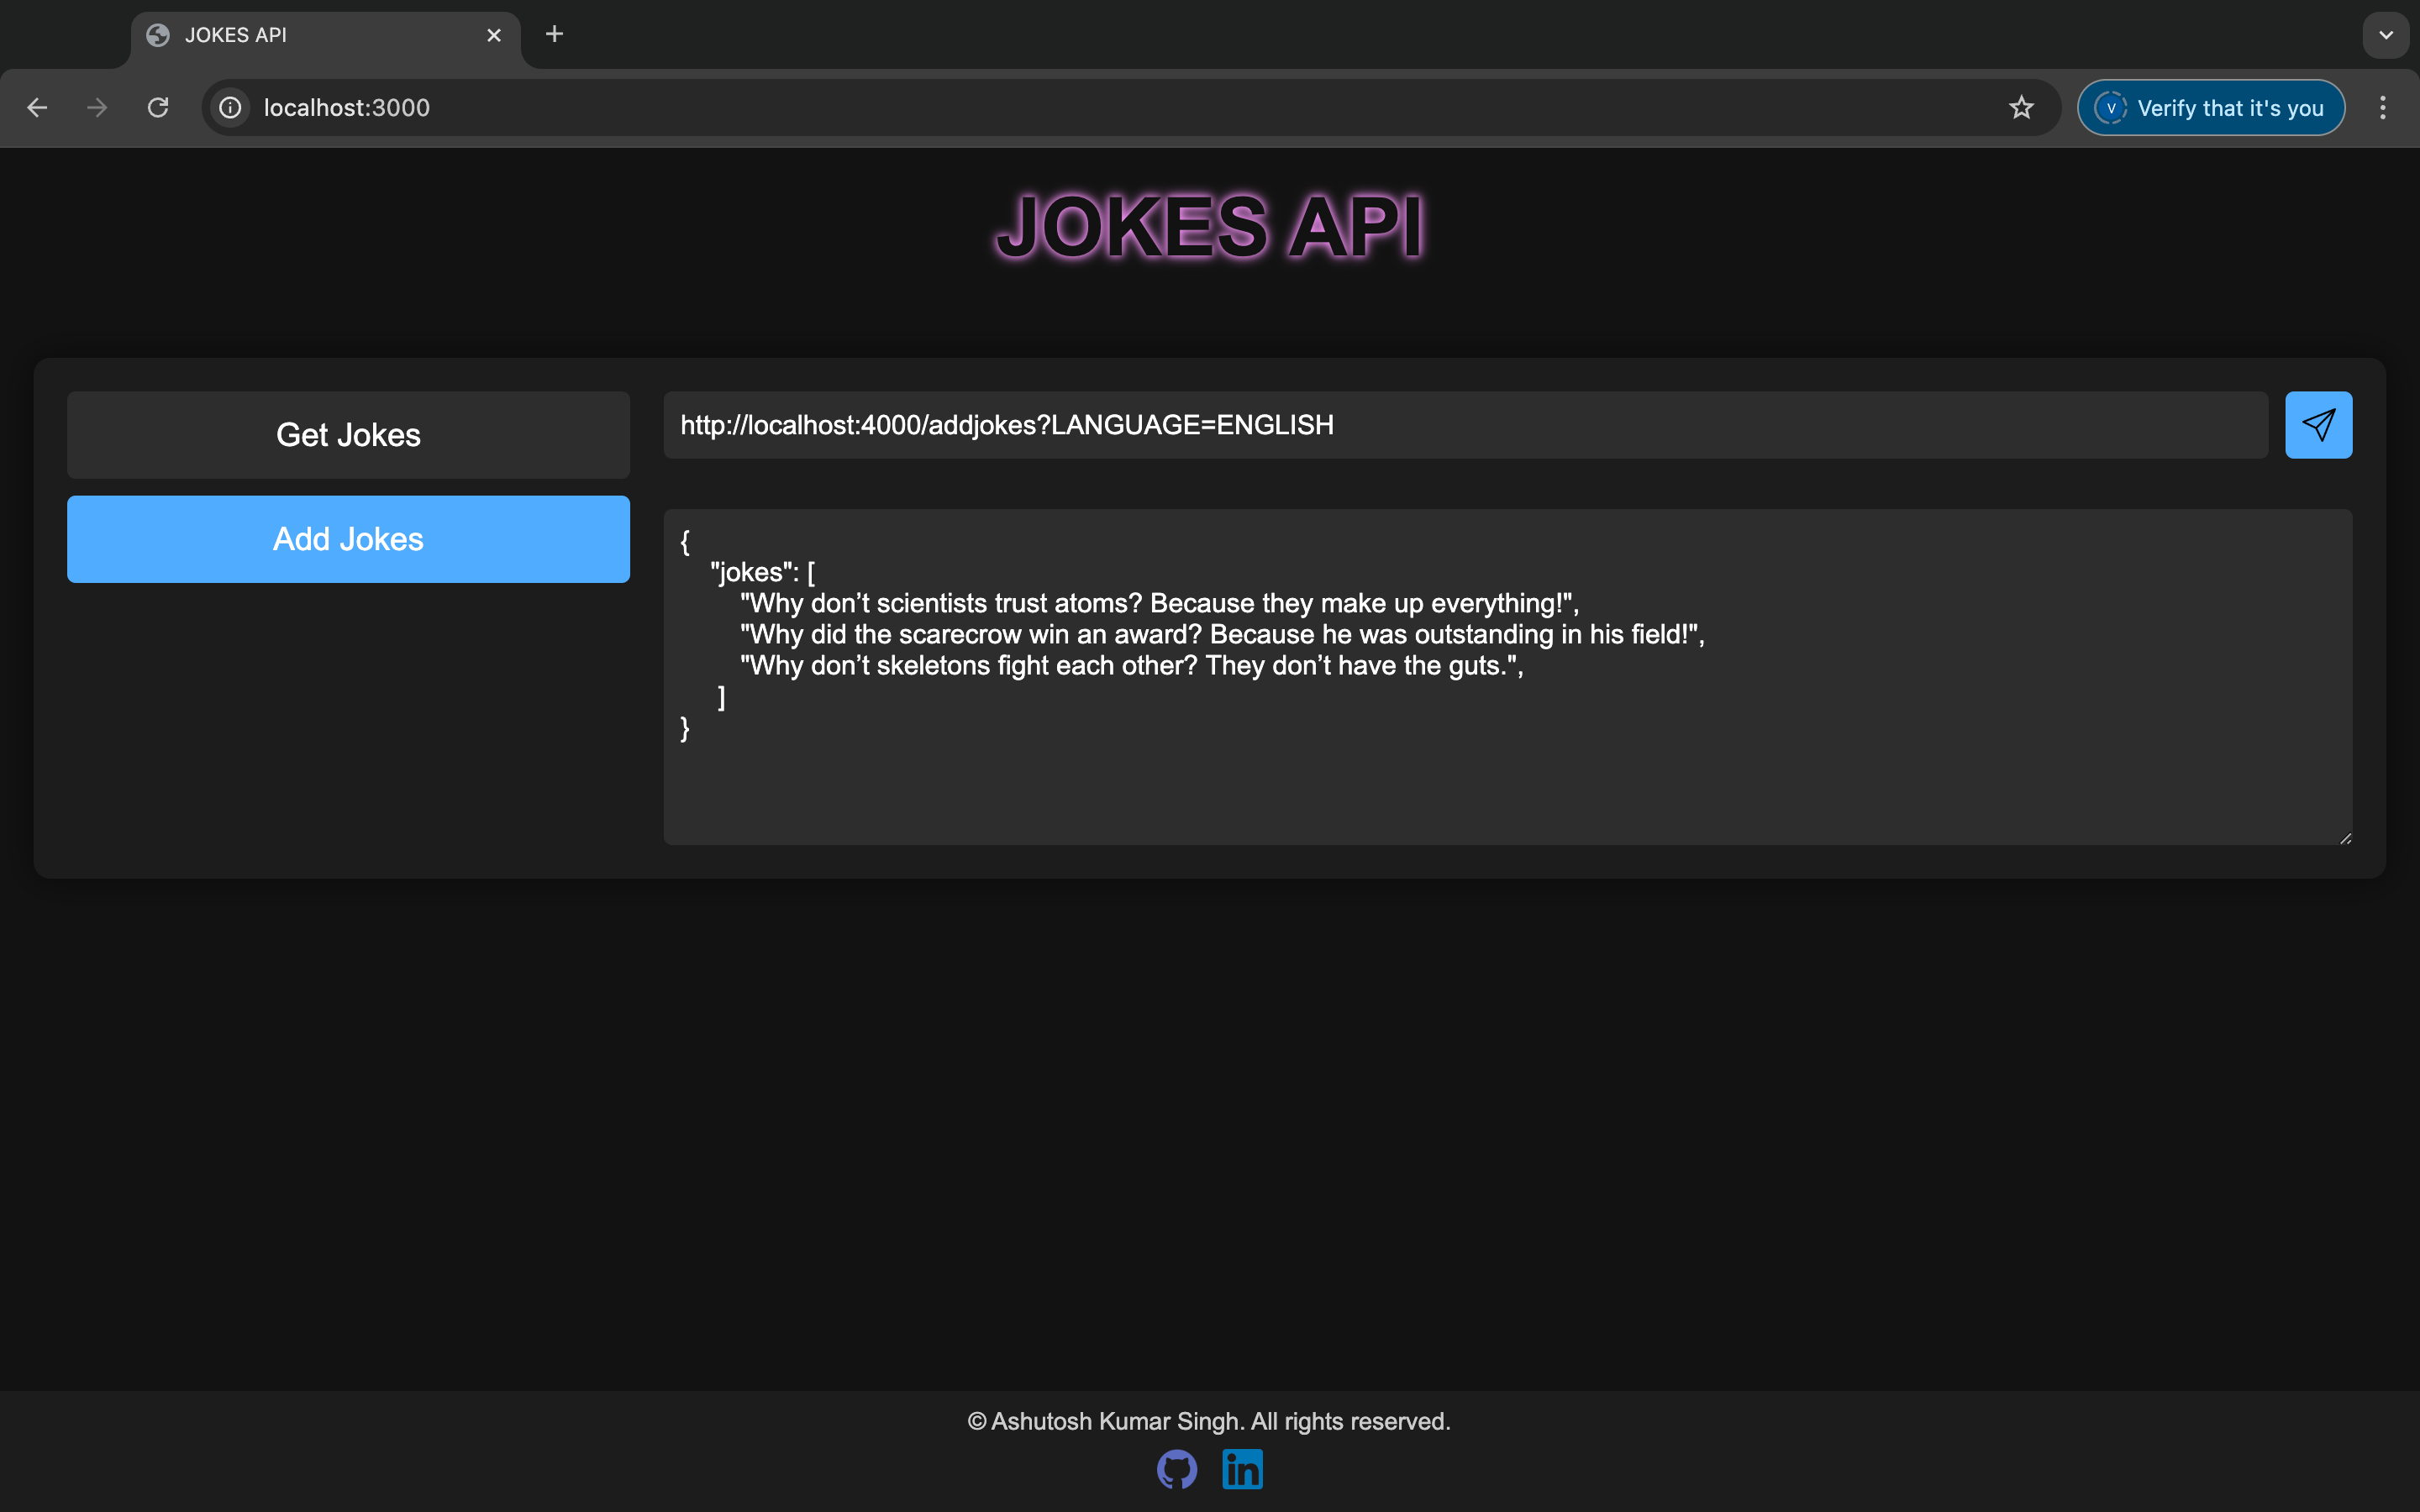 JOKES API
localhost:3000
V Verify that it's you
JOKES API
Get Jokes
Add Jokes
http://localhost:4000/addjokes?LANGUAGE=ENGLISH
{
"jokes": [
"Why don’t scientists trust atoms? Because they make up everything!",
"Why did the scarecrow win an award? Because he was outstanding in his field!",
"Why don’t skeletons fight each other? They don’t have the guts.",
]
}
© Ashutosh Kumar Singh. All rights reserved.
in